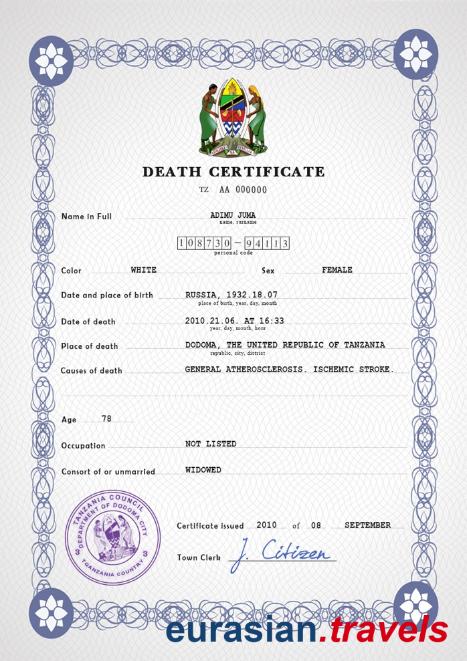 DEATH CERTIFICATE
TZ AA 000000
Name in Full ADIMU JUMA
name, surname
108730-94113
personal code
Color WHITE Sex FEMALE
Date and place of birth RUSSIA, 1932.18.07
place of birth, year, day, month
Date of death 2010.21.06. AT 16:33
year, day, month, hour
Place of death DODOMA, THE UNITED REPUBLIC OF TANZANIA
republic, city, district
Causes of death GENERAL ATHEROSCLEROSIS. ISCHEMIC STROKE.
Age 78
Occupation NOT LISTED
Consort of or unmarried WIDOWED
TANZANIA COUNCIL
DEPARTMENT OF DODOMA CITY
Certificate issued 2010 of 08 SEPTEMBER
Town Clerk J. Citizen
eurasian.travels